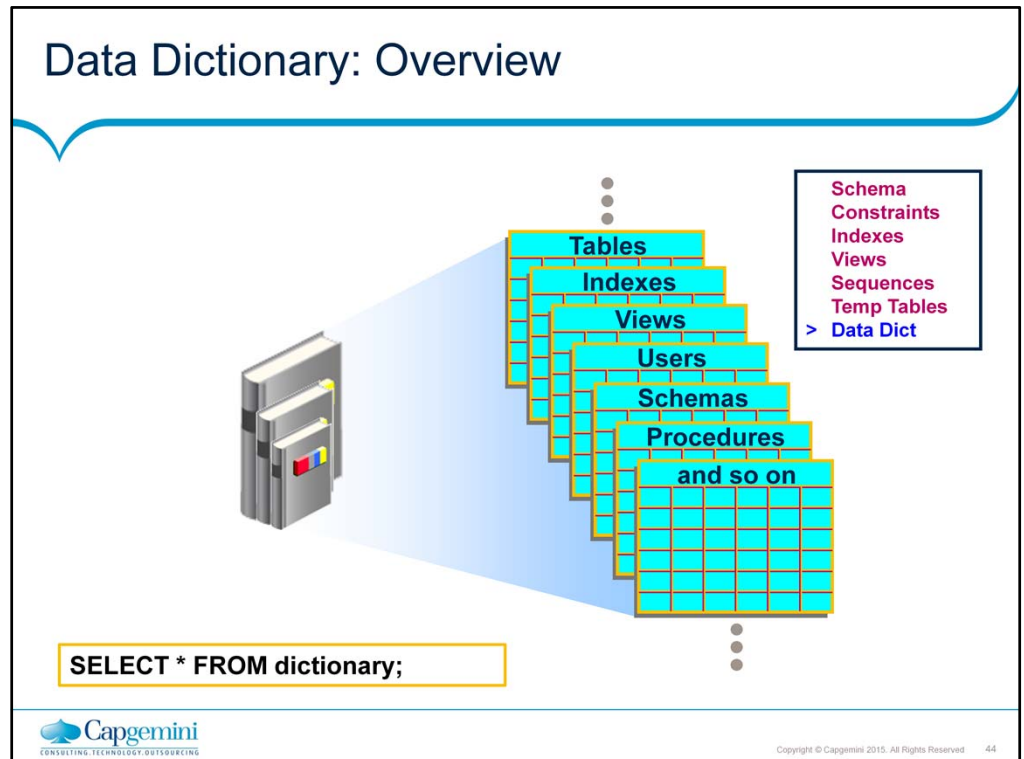 Data Dictionary: Overview
Tables
Indexes
Views
Users
Schemas
Procedures
and so on
Schema
Constraints
Indexes
Views
Sequences
Temp Tables
> Data Dict
SELECT * FROM dictionary;
Capgemini
CONSULTING.TECHNOLOGY.OUTSOURCING
Copyright © Capgemini 2015. All Rights Reserved 44